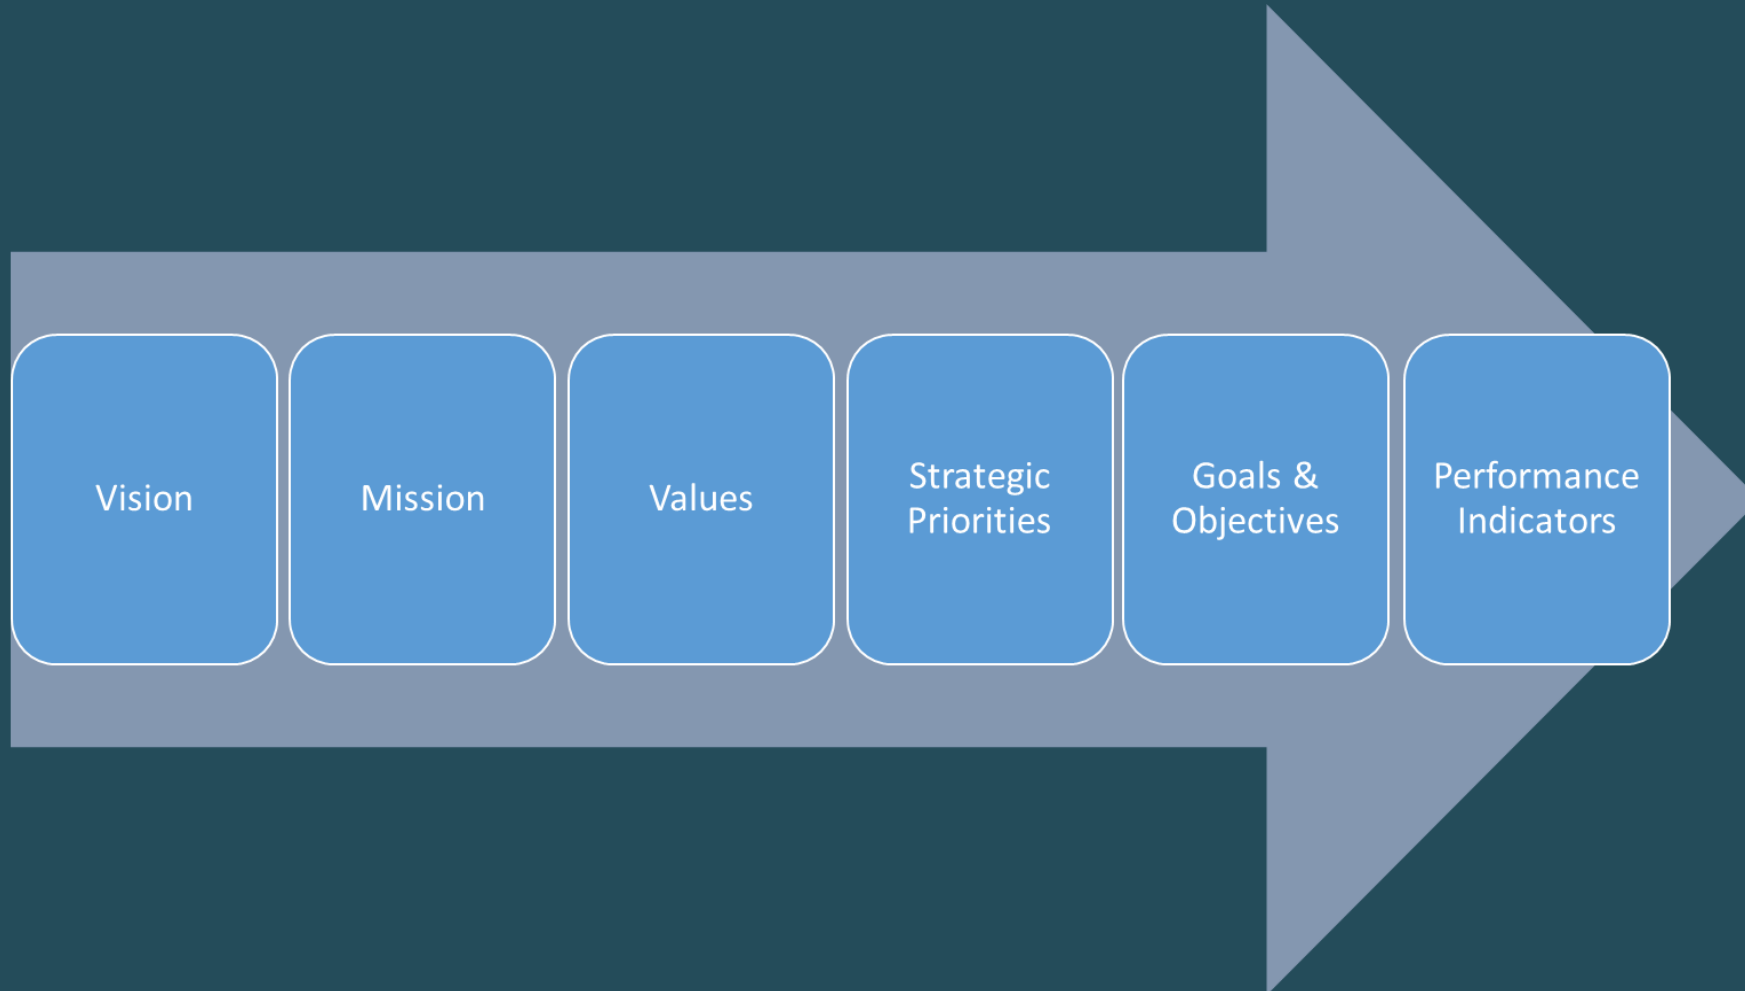 Vision
Mission
Values
Strategic
Priorities
Goals &
Objectives
Performance
Indicators